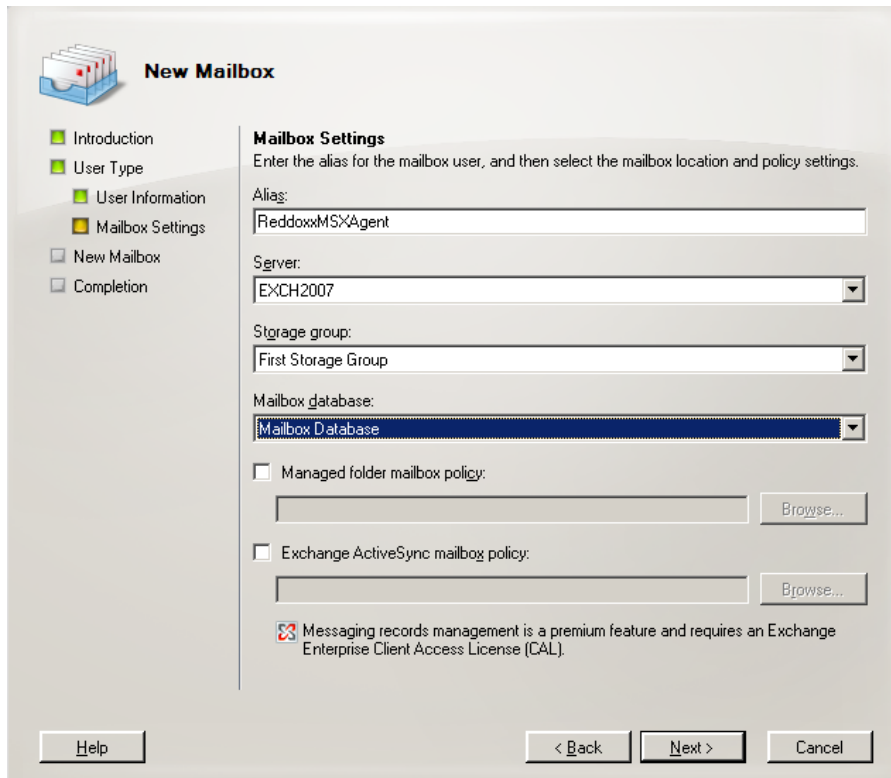 New Mailbox
Introduction
User Type
User Information
Mailbox Settings
New Mailbox
Completion
Mailbox Settings
Enter the alias for the mailbox user, and then select the mailbox location and policy settings.
Alias:
ReddoxxMSXAgent
Server:
EXCH2007
Storage group:
First Storage Group
Mailbox database:
Mailbox Database
Managed folder mailbox policy:
Browse...
Exchange ActiveSync mailbox policy:
Browse...
Messaging records management is a premium feature and requires an Exchange
Enterprise Client Access License (CAL).
Help
< Back
Next >
Cancel